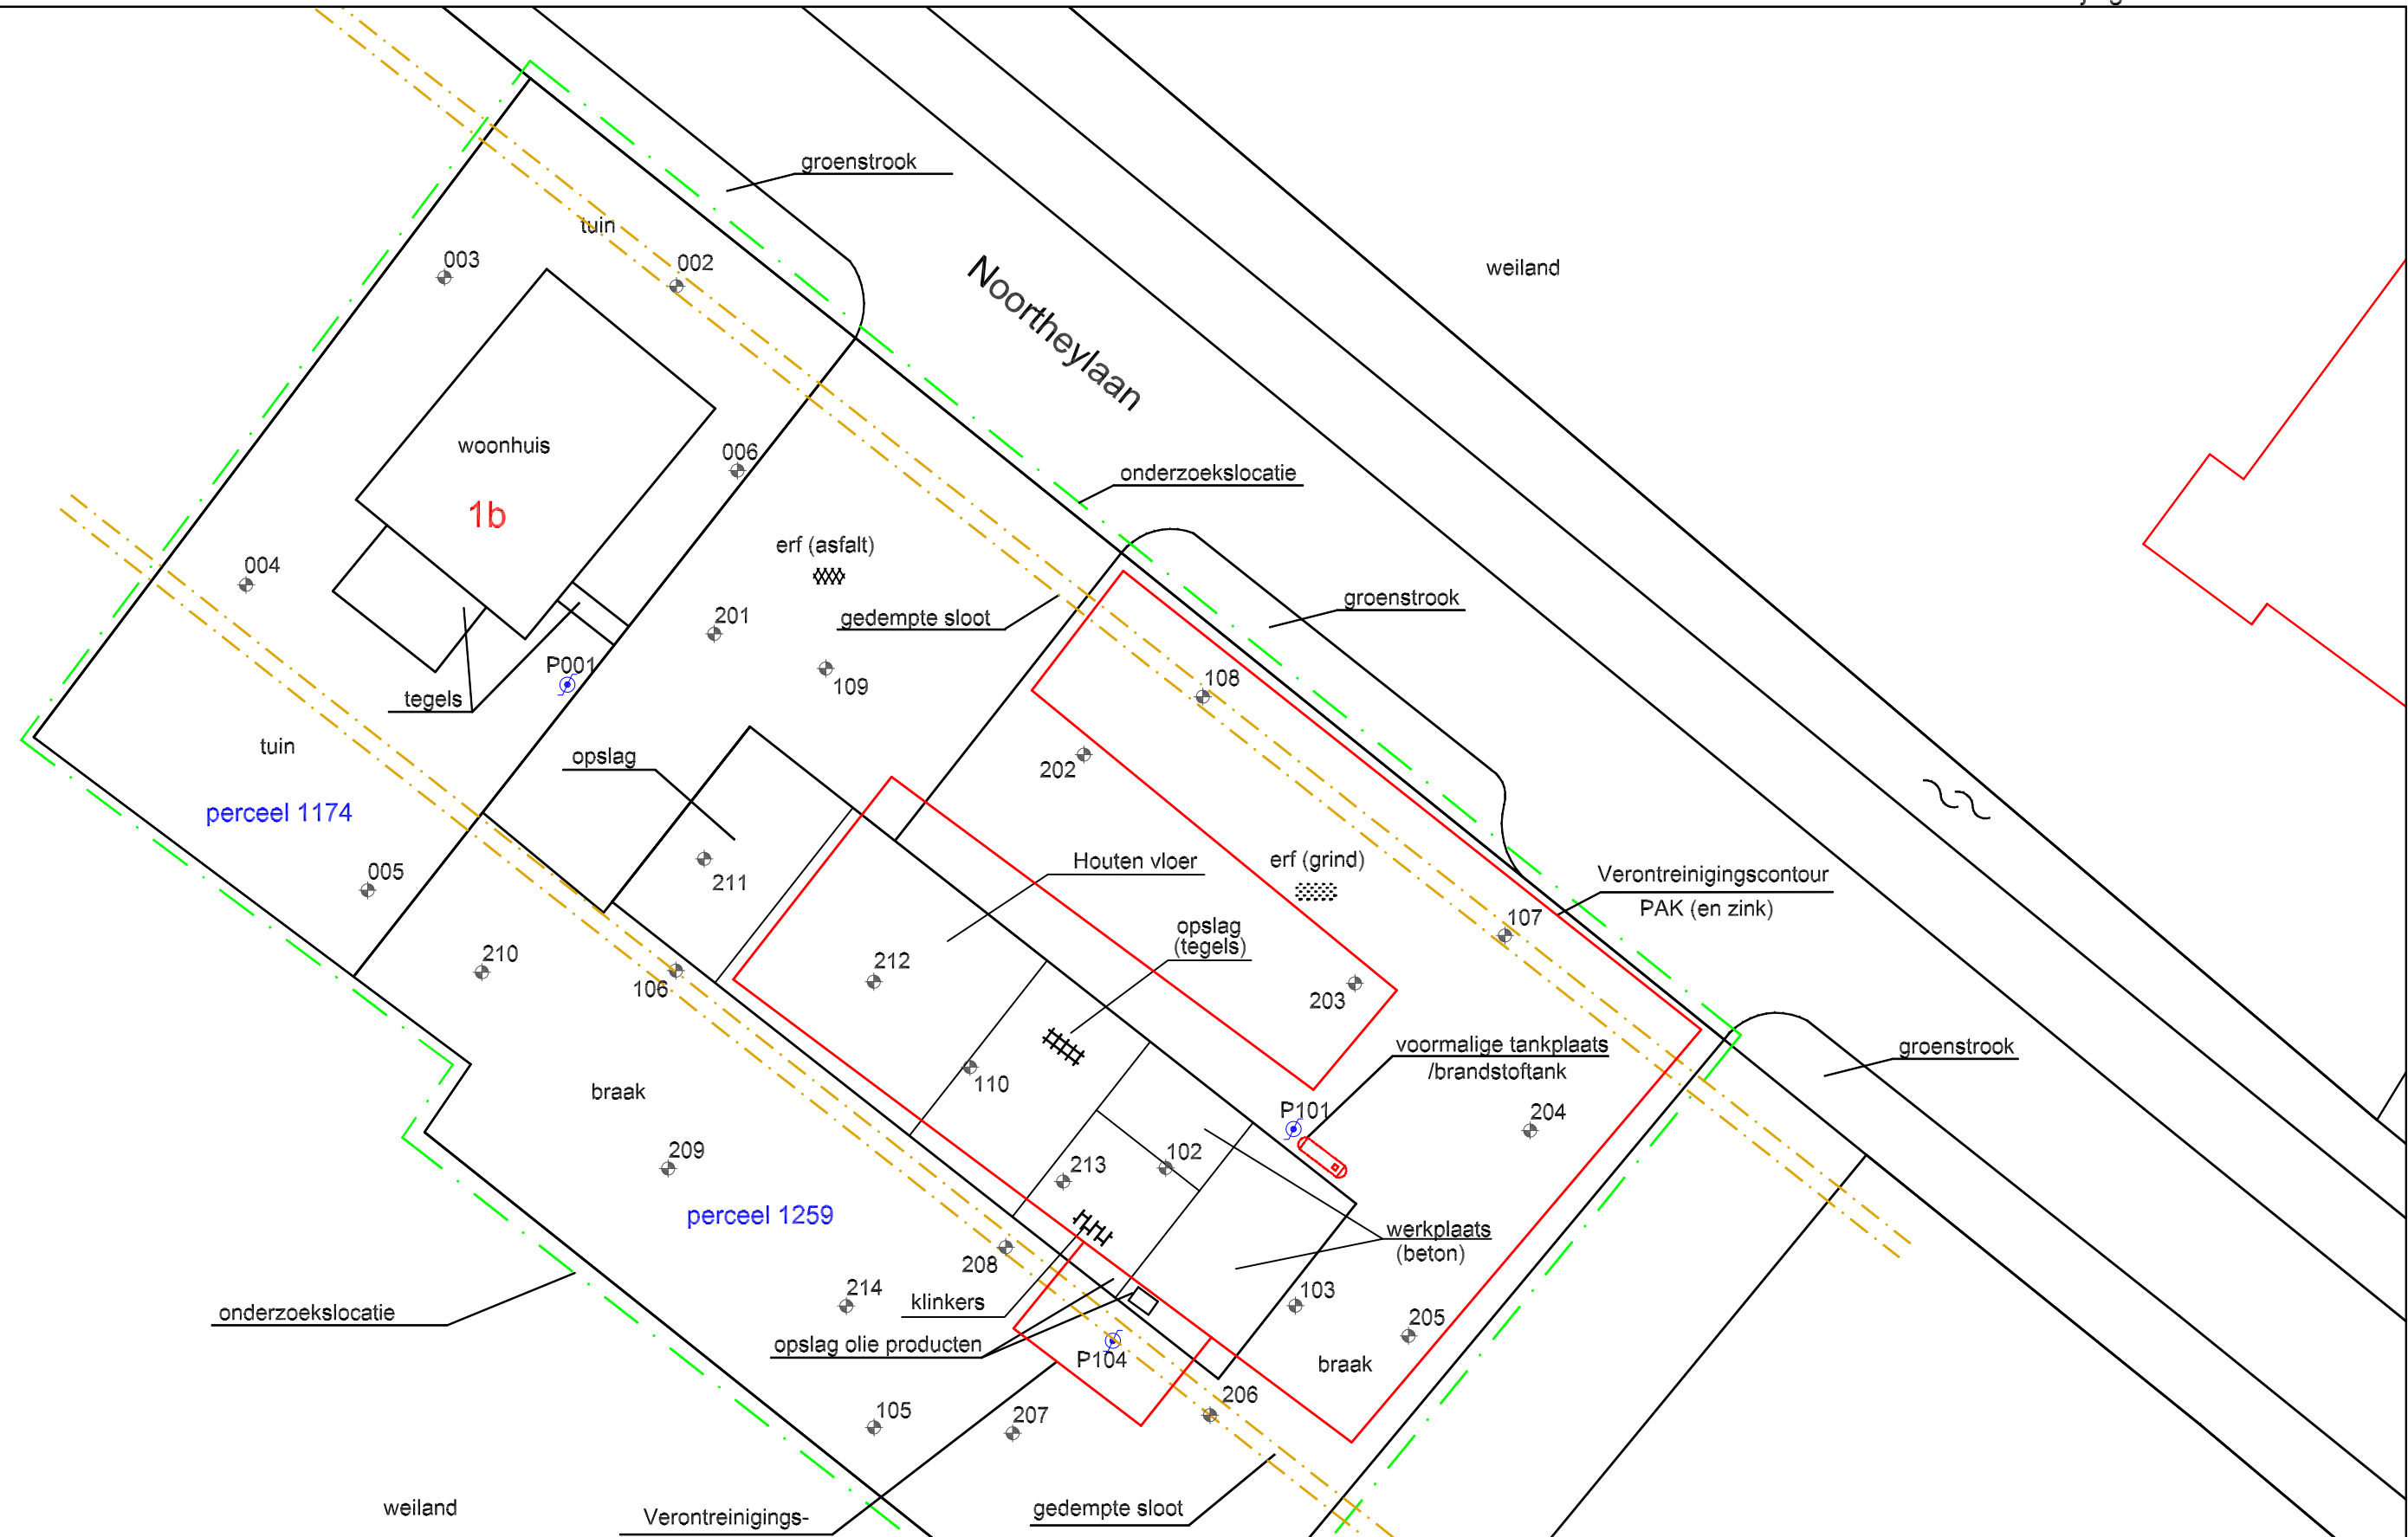 groenstrook
tuin
003
002
Noortheylaan
weiland
woonhuis
006
1b
onderzoekslocatie
erf (asfalt)
004
gedempte sloot
groenstrook
201
P001
109
108
tegels
tuin
opslag
202
perceel 1174
005
211
Houten vloer
erf (grind)
Verontreinigingscontour
PAK (en zink)
opslag
(tegels)
107
210
106
212
203
voormalige tankplaats
/brandstoftank
groenstrook
braak
110
P101
204
209
213
102
perceel 1259
werkplaats
(beton)
208
214
klinkers
103
205
onderzoekslocatie
opslag olie producten
P104
braak
206
105
207
weiland
Verontreinigings-
gedempte sloot